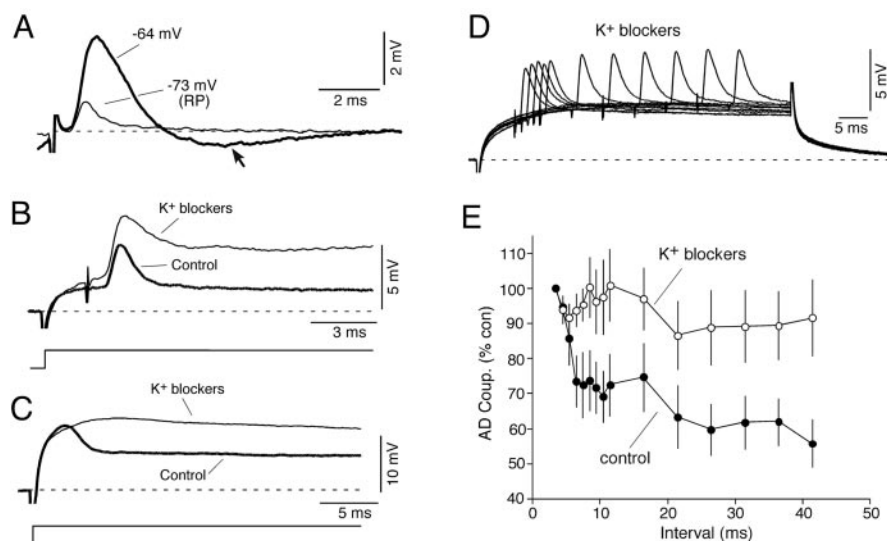 A
-64 mV
-73 mV
(RP)
2 mV
2 ms
B
K+ blockers
Control
5 mV
3 ms
C
K+ blockers
Control
10 mV
5 ms
D
K+ blockers
5 mV
5 ms
E
AD Coup. (% con)
110
100
90
80
70
60
50
40
K+ blockers
control
0 10 20 30 40 50
Interval (ms)